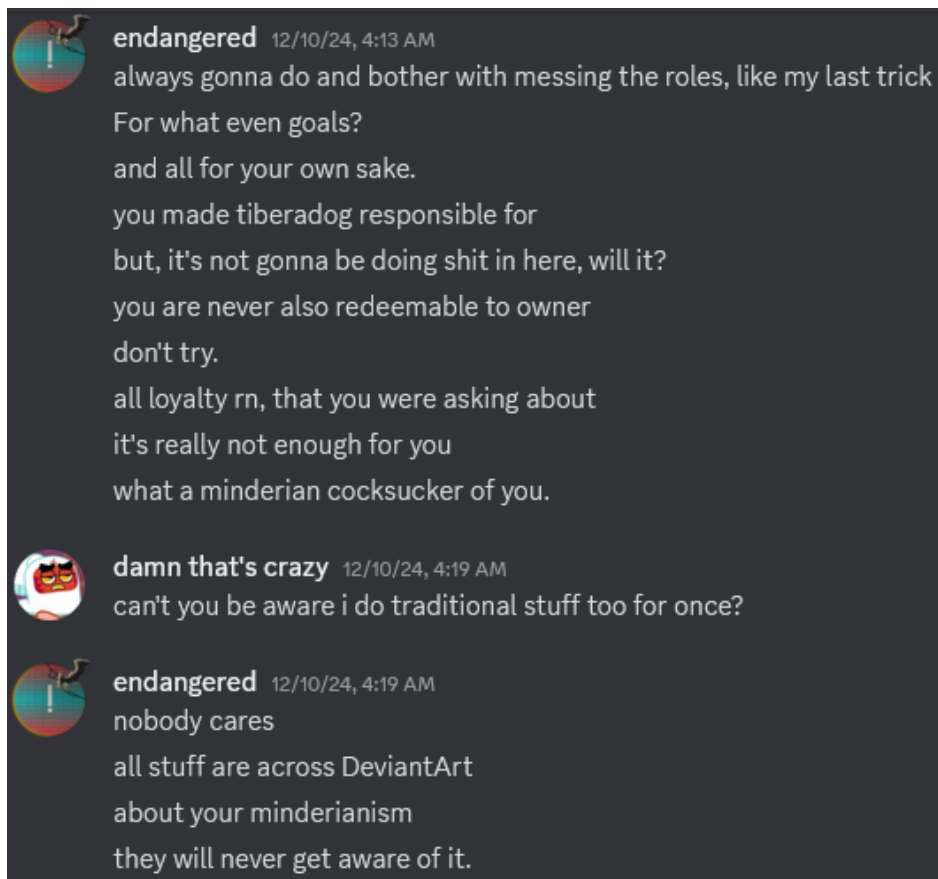 endangered 12/10/24, 4:13 AM
always gonna do and bother with messing the roles, like my last trick
For what even goals?
and all for your own sake.
you made tiberadog responsible for
but, it's not gonna be doing shit in here, will it?
you are never also redeemable to owner
don't try.
all loyalty rn, that you were asking about
it's really not enough for you
what a minderian cocksucker of you.
damn that's crazy 12/10/24, 4:19 AM
can't you be aware i do traditional stuff too for once?
endangered 12/10/24, 4:19 AM
nobody cares
all stuff are across DeviantArt
about your minderianism
they will never get aware of it.